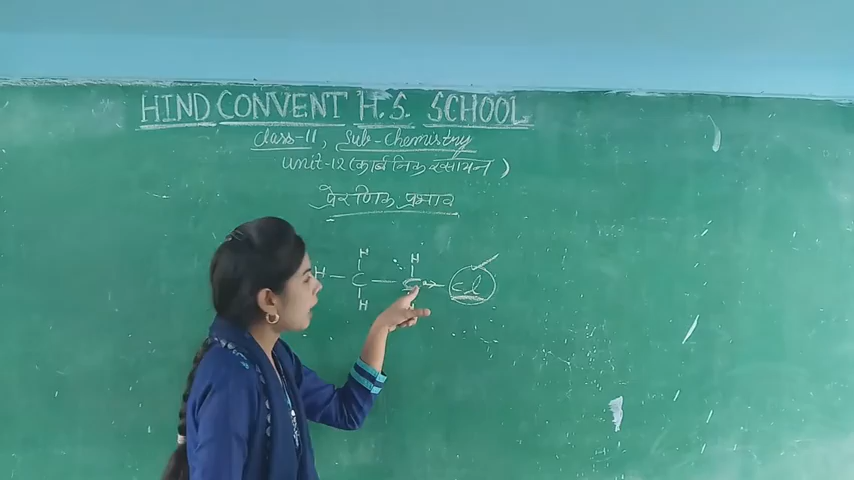 HIND CONVENT H.S. SCHOOL
Class-11, Sub-Chemistry
Unit-12 (कार्बनिक रसायन)
प्रेरणिक प्रभाव
H H
H — C — C → Cl
H H